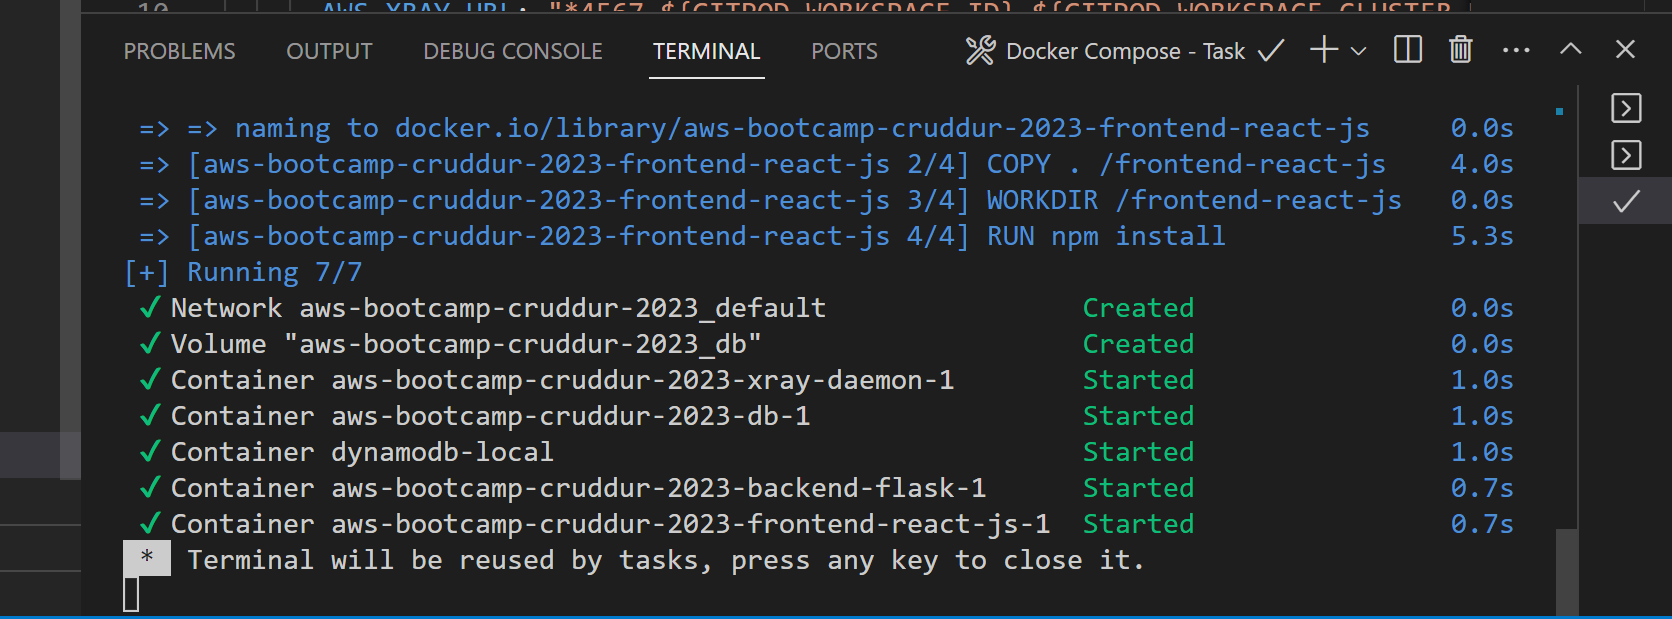 10 AWS_XRAY_URL: "*4567-${GITPOD_WORKSPACE_ID}.${GITPOD_WORKSPACE_CLUSTER_
PROBLEMS OUTPUT DEBUG CONSOLE TERMINAL PORTS Docker Compose - Task
=> => naming to docker.io/library/aws-bootcamp-cruddur-2023-frontend-react-js 0.0s
=> [aws-bootcamp-cruddur-2023-frontend-react-js 2/4] COPY . /frontend-react-js 4.0s
=> [aws-bootcamp-cruddur-2023-frontend-react-js 3/4] WORKDIR /frontend-react-js 0.0s
=> [aws-bootcamp-cruddur-2023-frontend-react-js 4/4] RUN npm install 5.3s
[+] Running 7/7
✓ Network aws-bootcamp-cruddur-2023_default Created 0.0s
✓ Volume "aws-bootcamp-cruddur-2023_db" Created 0.0s
✓ Container aws-bootcamp-cruddur-2023-xray-daemon-1 Started 1.0s
✓ Container aws-bootcamp-cruddur-2023-db-1 Started 1.0s
✓ Container dynamodb-local Started 1.0s
✓ Container aws-bootcamp-cruddur-2023-backend-flask-1 Started 0.7s
✓ Container aws-bootcamp-cruddur-2023-frontend-react-js-1 Started 0.7s
* Terminal will be reused by tasks, press any key to close it.